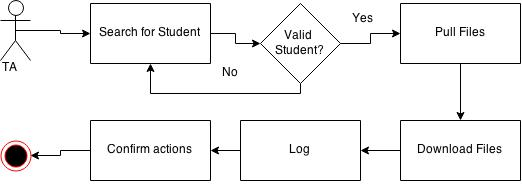 TA
Search for Student
Valid
Student?
Yes
No
Pull Files
Download Files
Log
Confirm actions